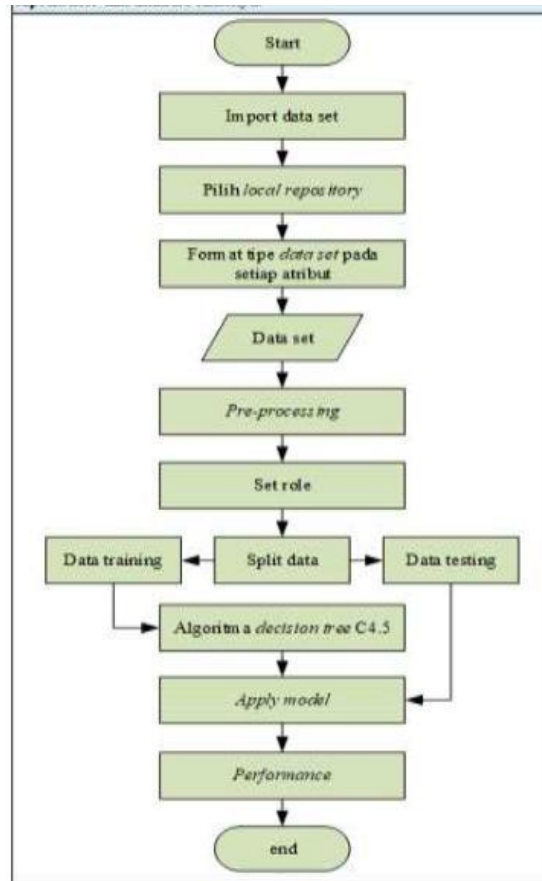 Start
Import data set
Pilih local repository
Format tipe data set pada
setiap atribut
Data set
Pre-processing
Set role
Data training
Split data
Data testing
Algoritma decision tree C4.5
Apply model
Performance
end